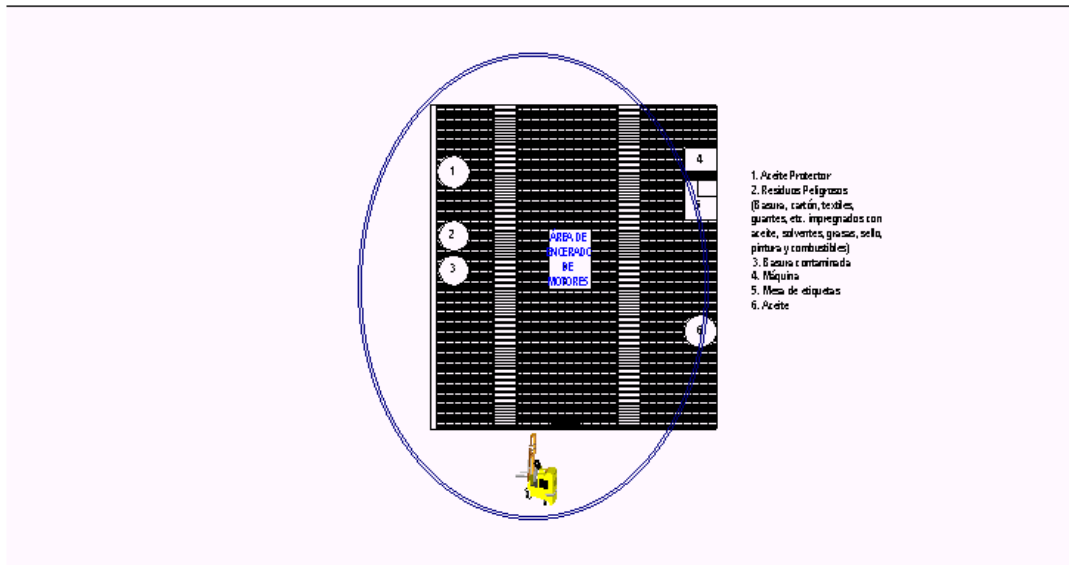 1
2
3
4
5
6
ÁREA DE
ENCERADO
DE
MOTORES
1. Aceite Protector
2. Residuos Peligrosos
(Basura, cartón, textiles,
guantes, etc. impregnados con
aceite, solventes, grasas, sello,
pintura y combustibles)
3. Basura contaminada
4. Máquina
5. Mesa de etiquetas
6. Aceite